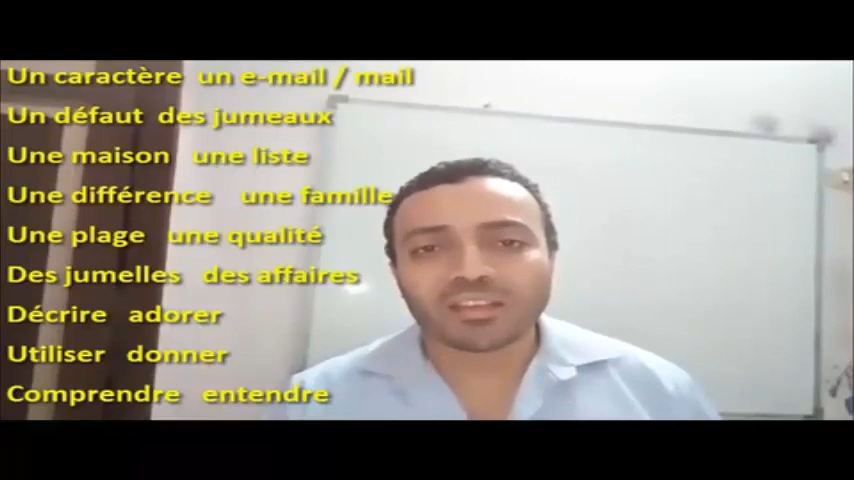 Un caractère un e-mail / mail
Un défaut des jumeaux
Une maison une liste
Une différence une famille
Une plage une qualité
Des jumelles des affaires
Décrire adorer
Utiliser donner
Comprendre entendre